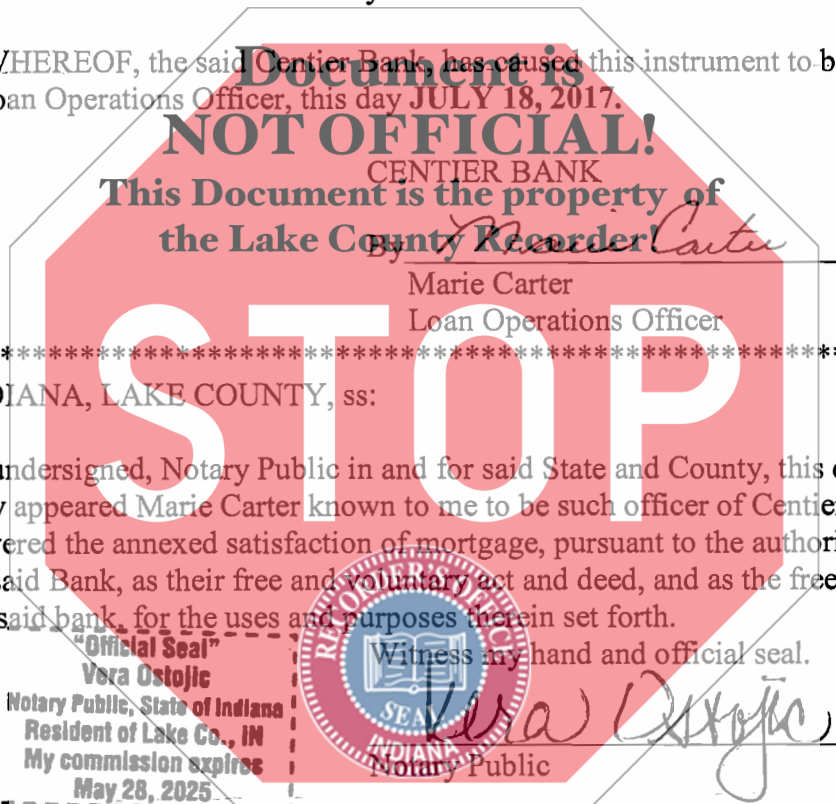 WHEREOF, the said Centier Bank, has caused this instrument to b
oan Operations Officer, this day JULY 18, 2017.
Document is
NOT OFFICIAL!
This Document is the property of
the Lake County Recorder!
CENTIER BANK
By Marie Carter
Marie Carter
Loan Operations Officer
STOP
DIANA, LAKE COUNTY, ss:
undersigned, Notary Public in and for said State and County, this
y appeared Marie Carter known to me to be such officer of Centie
ered the annexed satisfaction of mortgage, pursuant to the authori
said Bank, as their free and voluntary act and deed, and as the free
said bank, for the uses and purposes therein set forth.
Witness my hand and official seal.
"Official Seal"
Vera Ostojic
Notary Public, State of Indiana
Resident of Lake Co., IN
My commission expires
May 28, 2025
RECORDER'S OFFICE
SEAL
INDIANA
Vera Ostojic
Notary Public